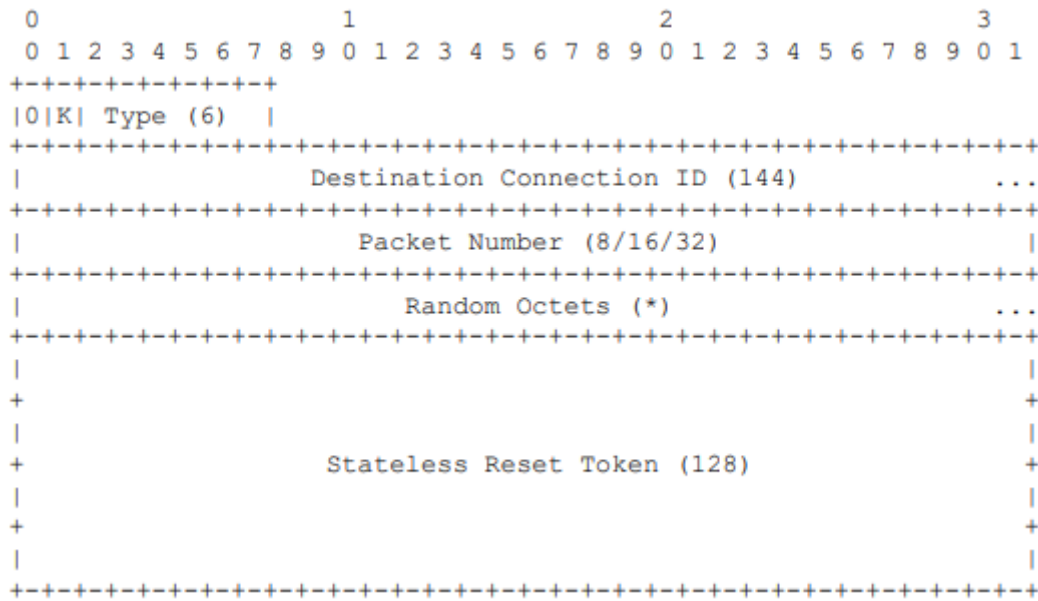 0                   1                   2                   3
 0 1 2 3 4 5 6 7 8 9 0 1 2 3 4 5 6 7 8 9 0 1 2 3 4 5 6 7 8 9 0 1
+-+-+-+-+-+-+-+-+
|0|K| Type (6)  |
+-+-+-+-+-+-+-+-+-+-+-+-+-+-+-+-+-+-+-+-+-+-+-+-+-+-+-+-+-+-+-+-+
|                  Destination Connection ID (144)            ...
+-+-+-+-+-+-+-+-+-+-+-+-+-+-+-+-+-+-+-+-+-+-+-+-+-+-+-+-+-+-+-+-+
|                     Packet Number (8/16/32)                   |
+-+-+-+-+-+-+-+-+-+-+-+-+-+-+-+-+-+-+-+-+-+-+-+-+-+-+-+-+-+-+-+-+
|                        Random Octets (*)                    ...
+-+-+-+-+-+-+-+-+-+-+-+-+-+-+-+-+-+-+-+-+-+-+-+-+-+-+-+-+-+-+-+-+
|                                                               |
+                                                               +
|                                                               |
+                   Stateless Reset Token (128)                 +
|                                                               |
+                                                               +
|                                                               |
+-+-+-+-+-+-+-+-+-+-+-+-+-+-+-+-+-+-+-+-+-+-+-+-+-+-+-+-+-+-+-+-+